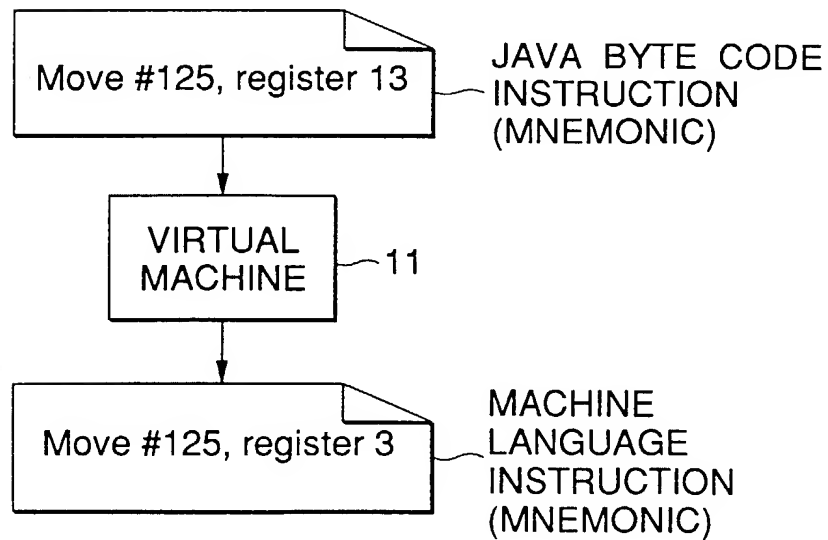 Move #125, register 13
JAVA BYTE CODE
INSTRUCTION
(MNEMONIC)
VIRTUAL
MACHINE
11
Move #125, register 3
MACHINE
LANGUAGE
INSTRUCTION
(MNEMONIC)